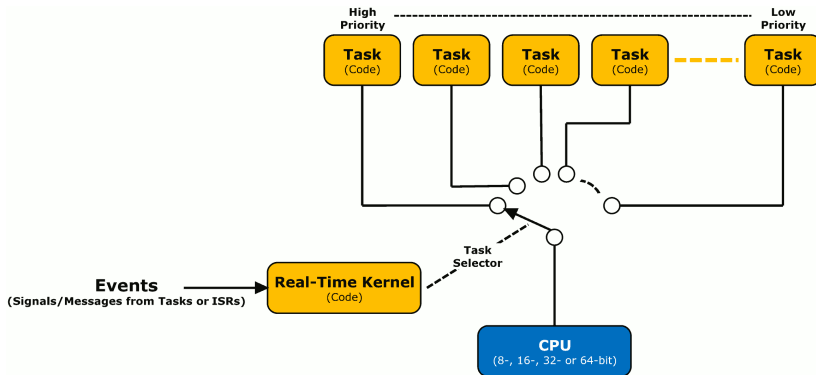 High
Priority
Low
Priority
Task
(Code)
Task
(Code)
Task
(Code)
Task
(Code)
Task
(Code)
Task
Selector
Events
(Signals/Messages from Tasks or ISRs)
Real-Time Kernel
(Code)
CPU
(8-, 16-, 32- or 64-bit)